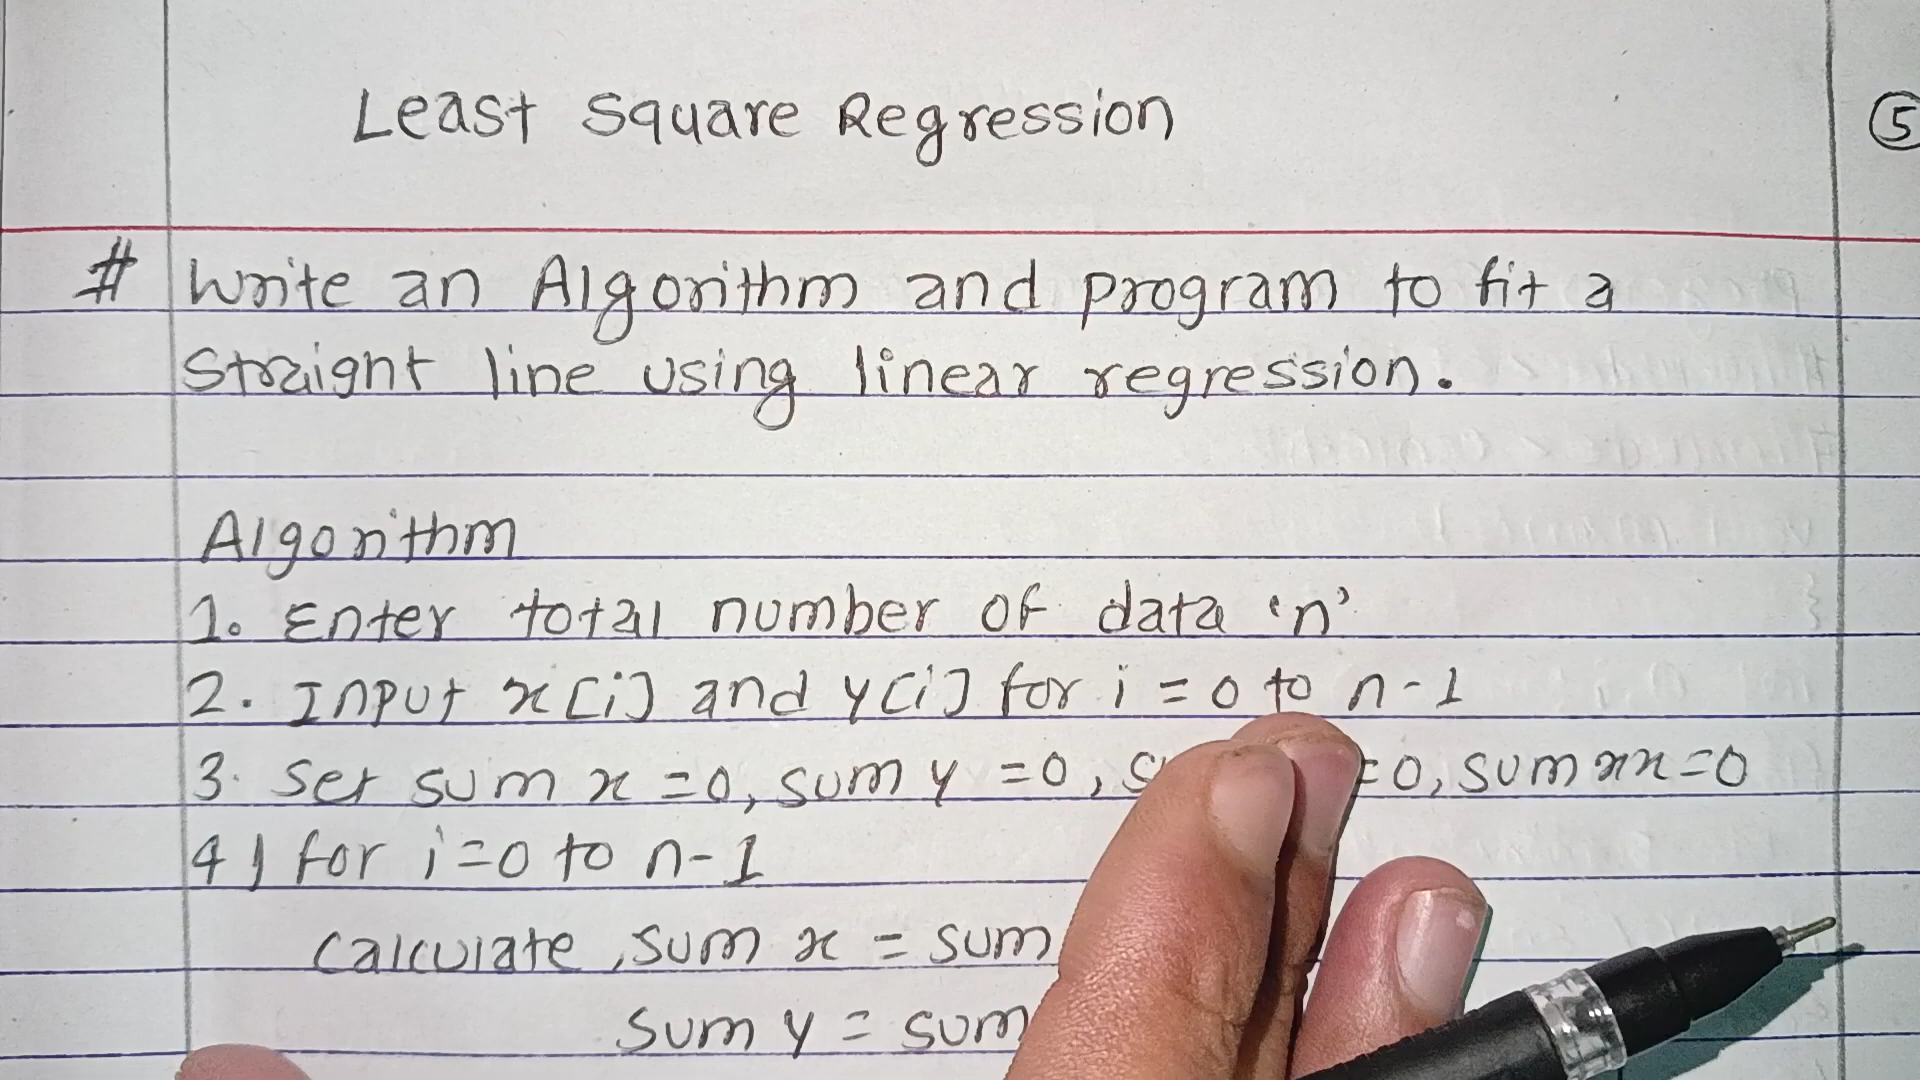 Least Square Regression
5
# Write an Algorithm and program to fit a
Straight line using linear regression.
Algorithm
1. Enter total number of data 'n'
2. Input x[i] and y[i] for i = 0 to n-1
3. Set sum x = 0, sum y = 0, =0, sum xx = 0
4) for i=0 to n-1
Calculate, sum x = sum
sum y = sum